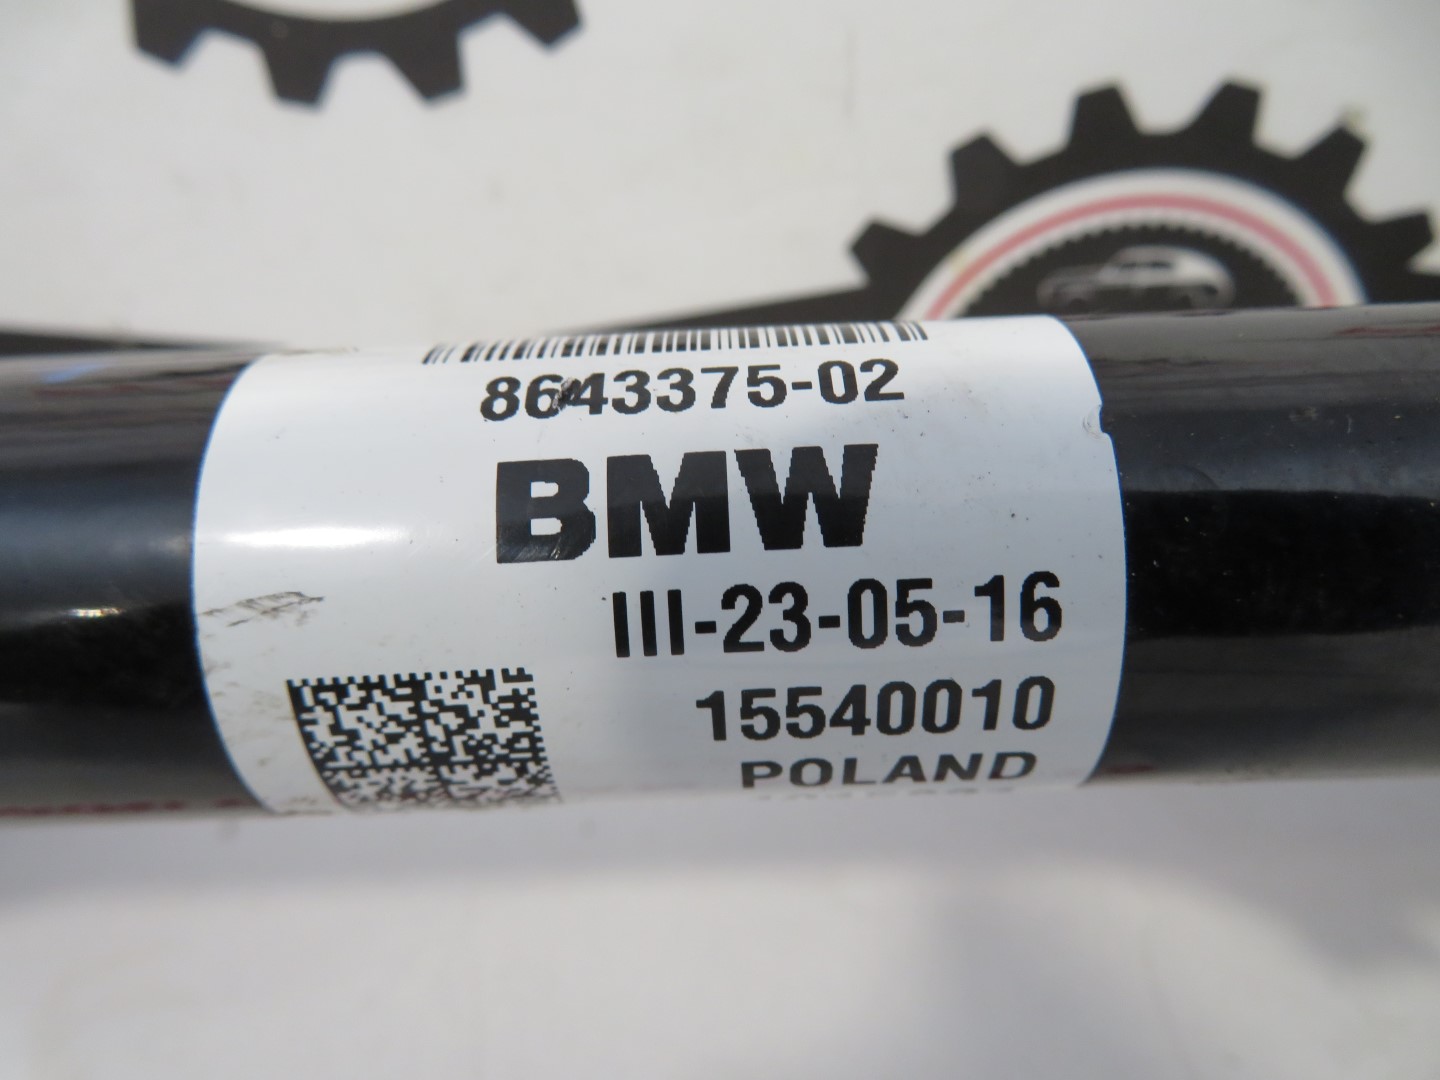 8643375-02
BMW
III-23-05-16
15540010
POLAND